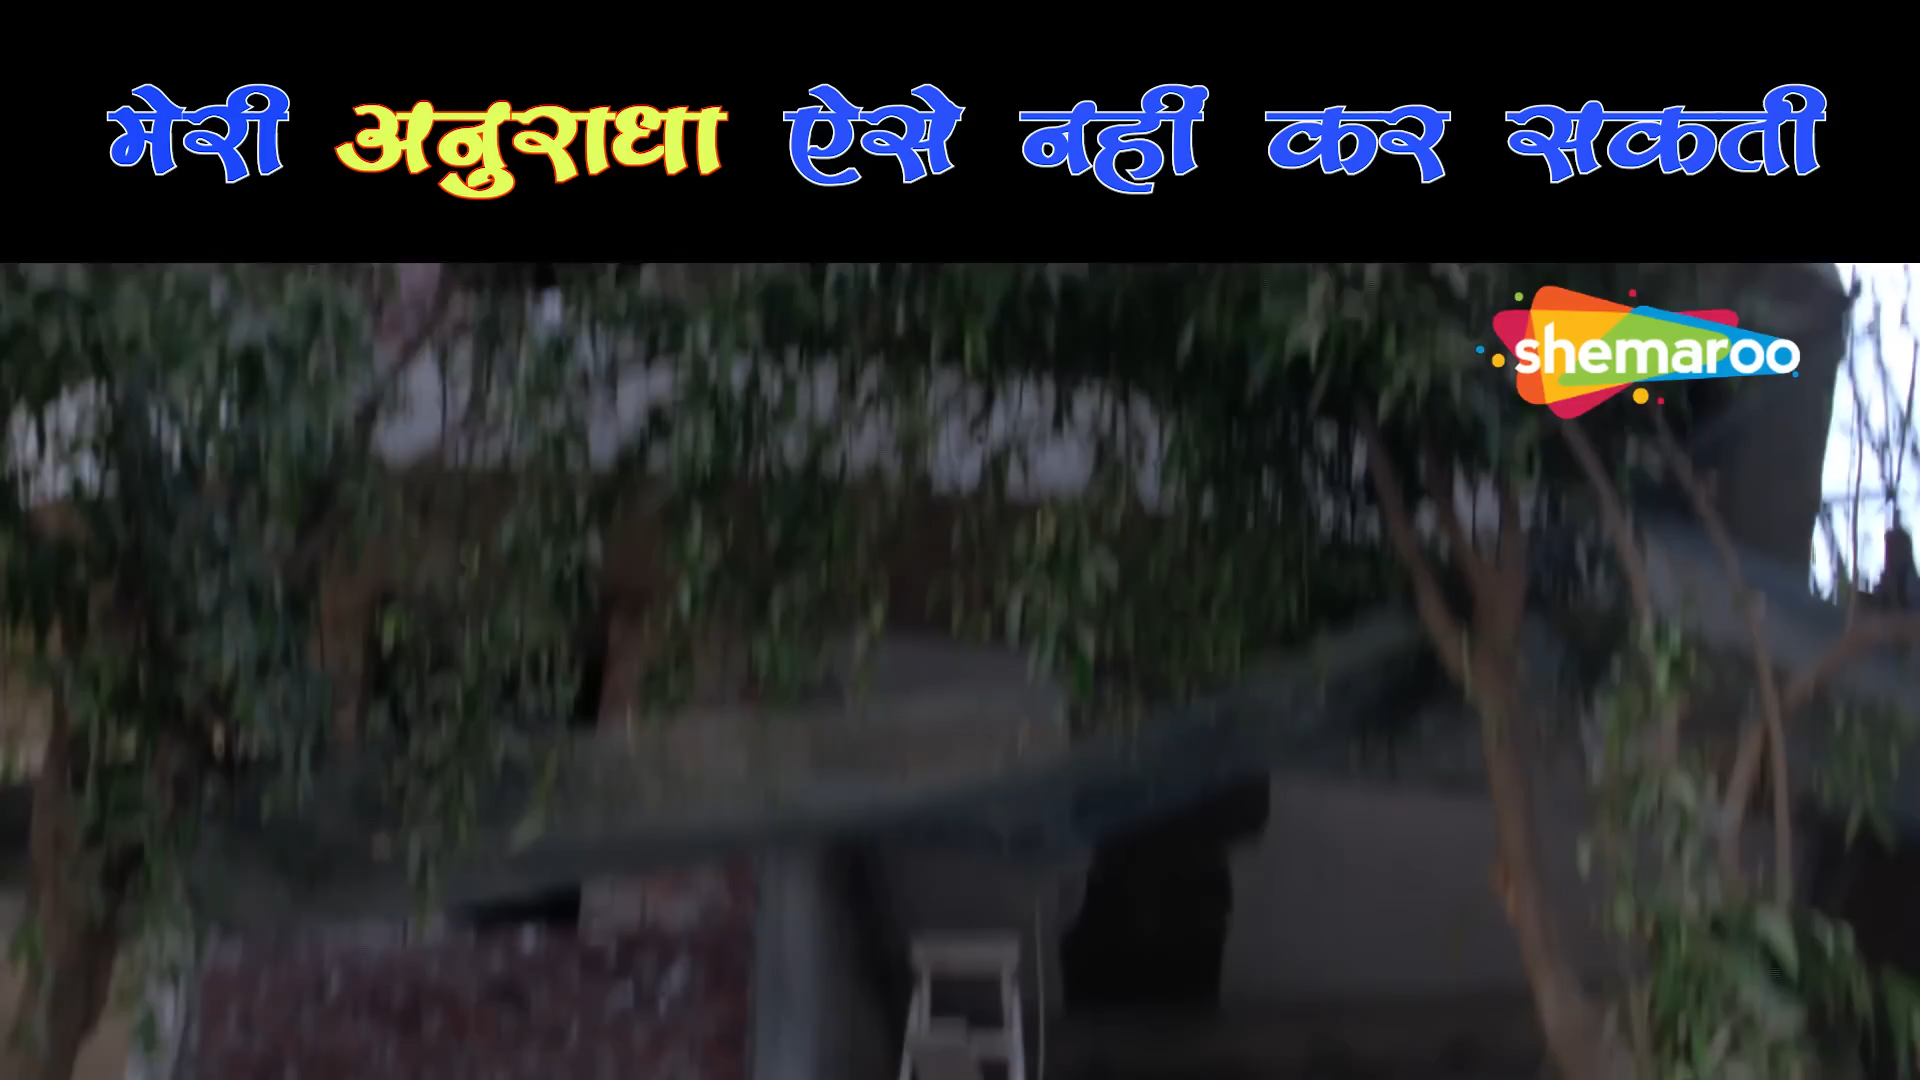 मेरी अनुराधा ऐसे नहीं कर सकती
shemaroo